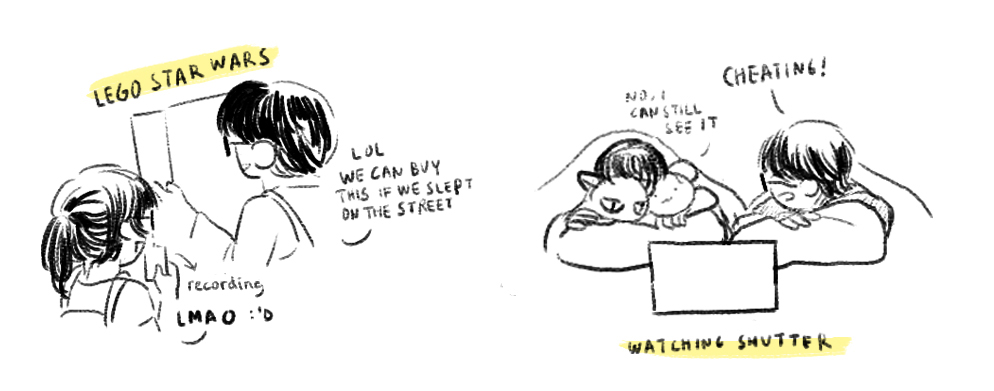 LEGO STAR WARS
LOL
WE CAN BUY
THIS IF WE SLEPT
ON THE STREET
recording
LMAO :'D
CHEATING!
NO, I
CAN STILL
SEE IT
WATCHING SHUTTER